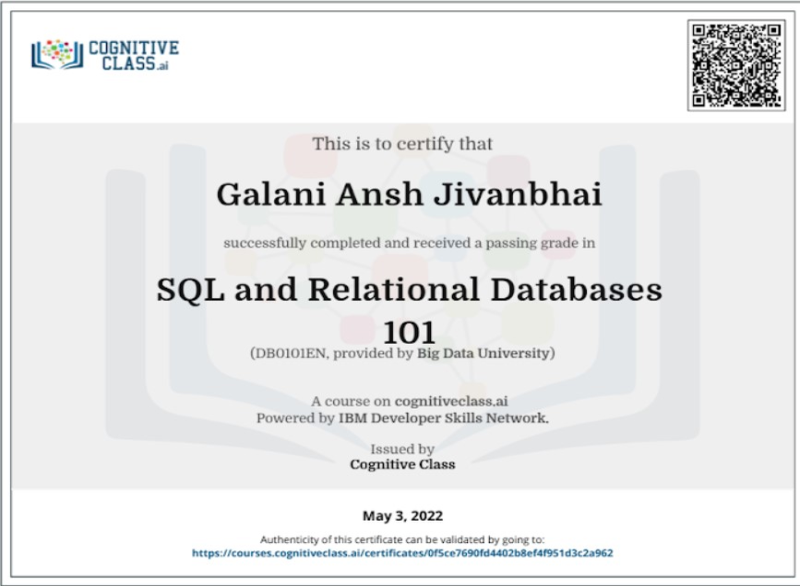 COGNITIVE
CLASS.ai
This is to certify that
Galani Ansh Jivanbhai
successfully completed and received a passing grade in
SQL and Relational Databases
101
(DB0101EN, provided by Big Data University)
A course on cognitiveclass.ai
Powered by IBM Developer Skills Network.
Issued by
Cognitive Class
May 3, 2022
Authenticity of this certificate can be validated by going to:
https://courses.cognitiveclass.ai/certificates/0f5ce7690fd4402b8ef4f951d3c2a962